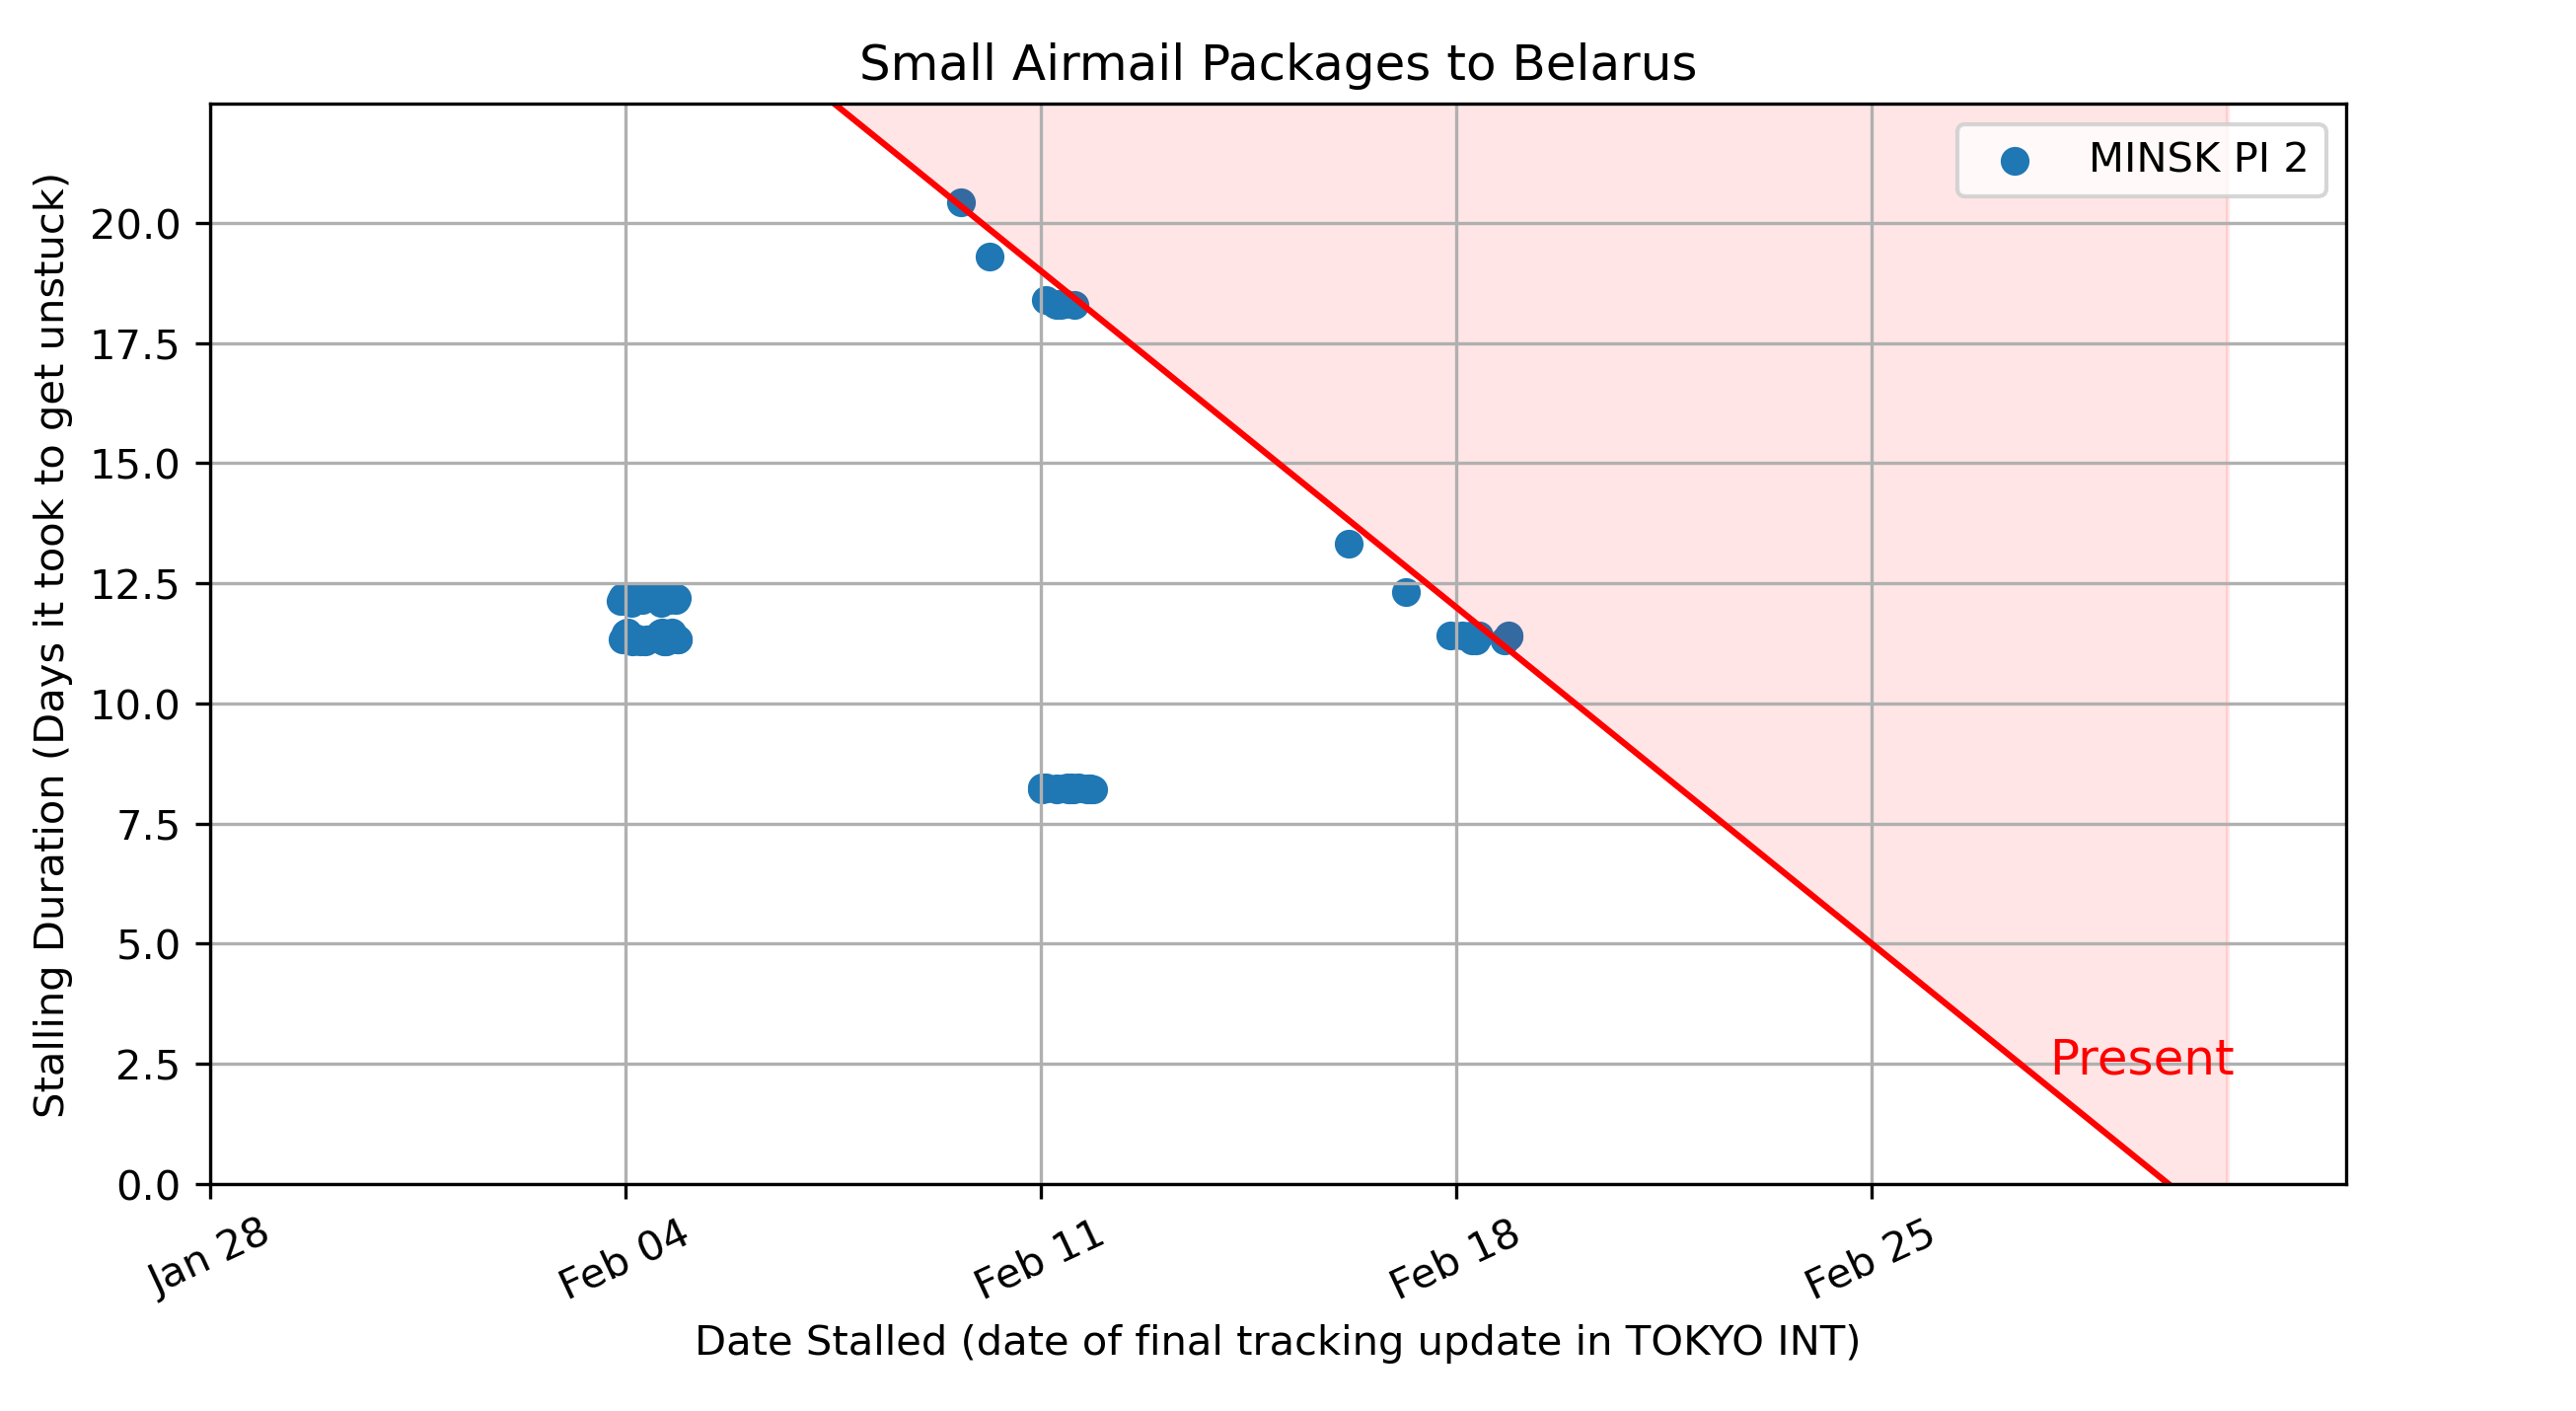 Small Airmail Packages to Belarus
MINSK PI 2
Stalling Duration (Days it took to get unstuck)
20.0
17.5
15.0
12.5
10.0
7.5
5.0
2.5
0.0
Present
Jan 28
Feb 04
Feb 11
Feb 18
Feb 25
Date Stalled (date of final tracking update in TOKYO INT)